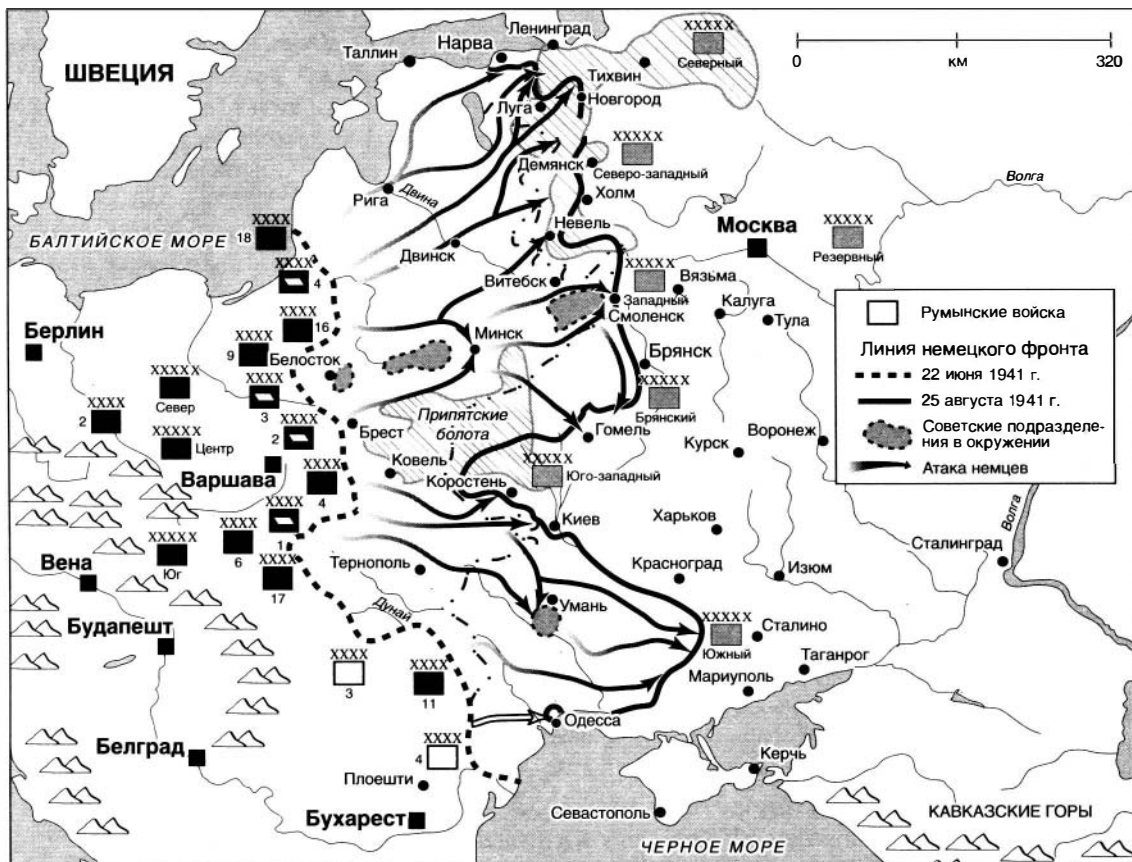 XXXXX
Северный
0
км
320
Ленинград
Нарва
Таллин
ШВЕЦИЯ
Тихвин
Новгород
Луга
XXXXX
Северо-западный
Демянск
Холм
Рига
Двина
Волга
Невель
Москва
XXXXX
Резервный
XXXX
18
БАЛТИЙСКОЕ МОРЕ
Двинск
XXXX
4
Витебск
XXXXX
Западный
Вязьма
Смоленск
Калуга
Тула
XXXX
16
Минск
Берлин
XXXX
9
Белосток
Брянск
XXXXX
Брянский
XXXXX
Север
XXXX
3
XXXX
2
XXXXX
Центр
XXXX
2
Брест
Припятские
болота
Гомель
Курск
Воронеж
Варшава
XXXX
4
Ковель
Коростень
XXXXX
Юго-западный
Киев
Харьков
XXXX
1
XXXX
6
XXXXX
Юг
XXXX
17
Вена
Тернополь
Красноград
Изюм
Сталинград
Волга
Дунай
Умань
Будапешт
XXXXX
Южный
Сталино
Таганрог
Мариуполь
XXXX
3
XXXX
11
Одесса
Белград
XXXX
4
Плоешти
Керчь
Бухарест
Севастополь
КАВКАЗСКИЕ ГОРЫ
ЧЕРНОЕ МОРЕ
Румынские войска
Линия немецкого фронта
22 июня 1941 г.
25 августа 1941 г.
Советские подразделе-
ния в окружении
Атака немцев